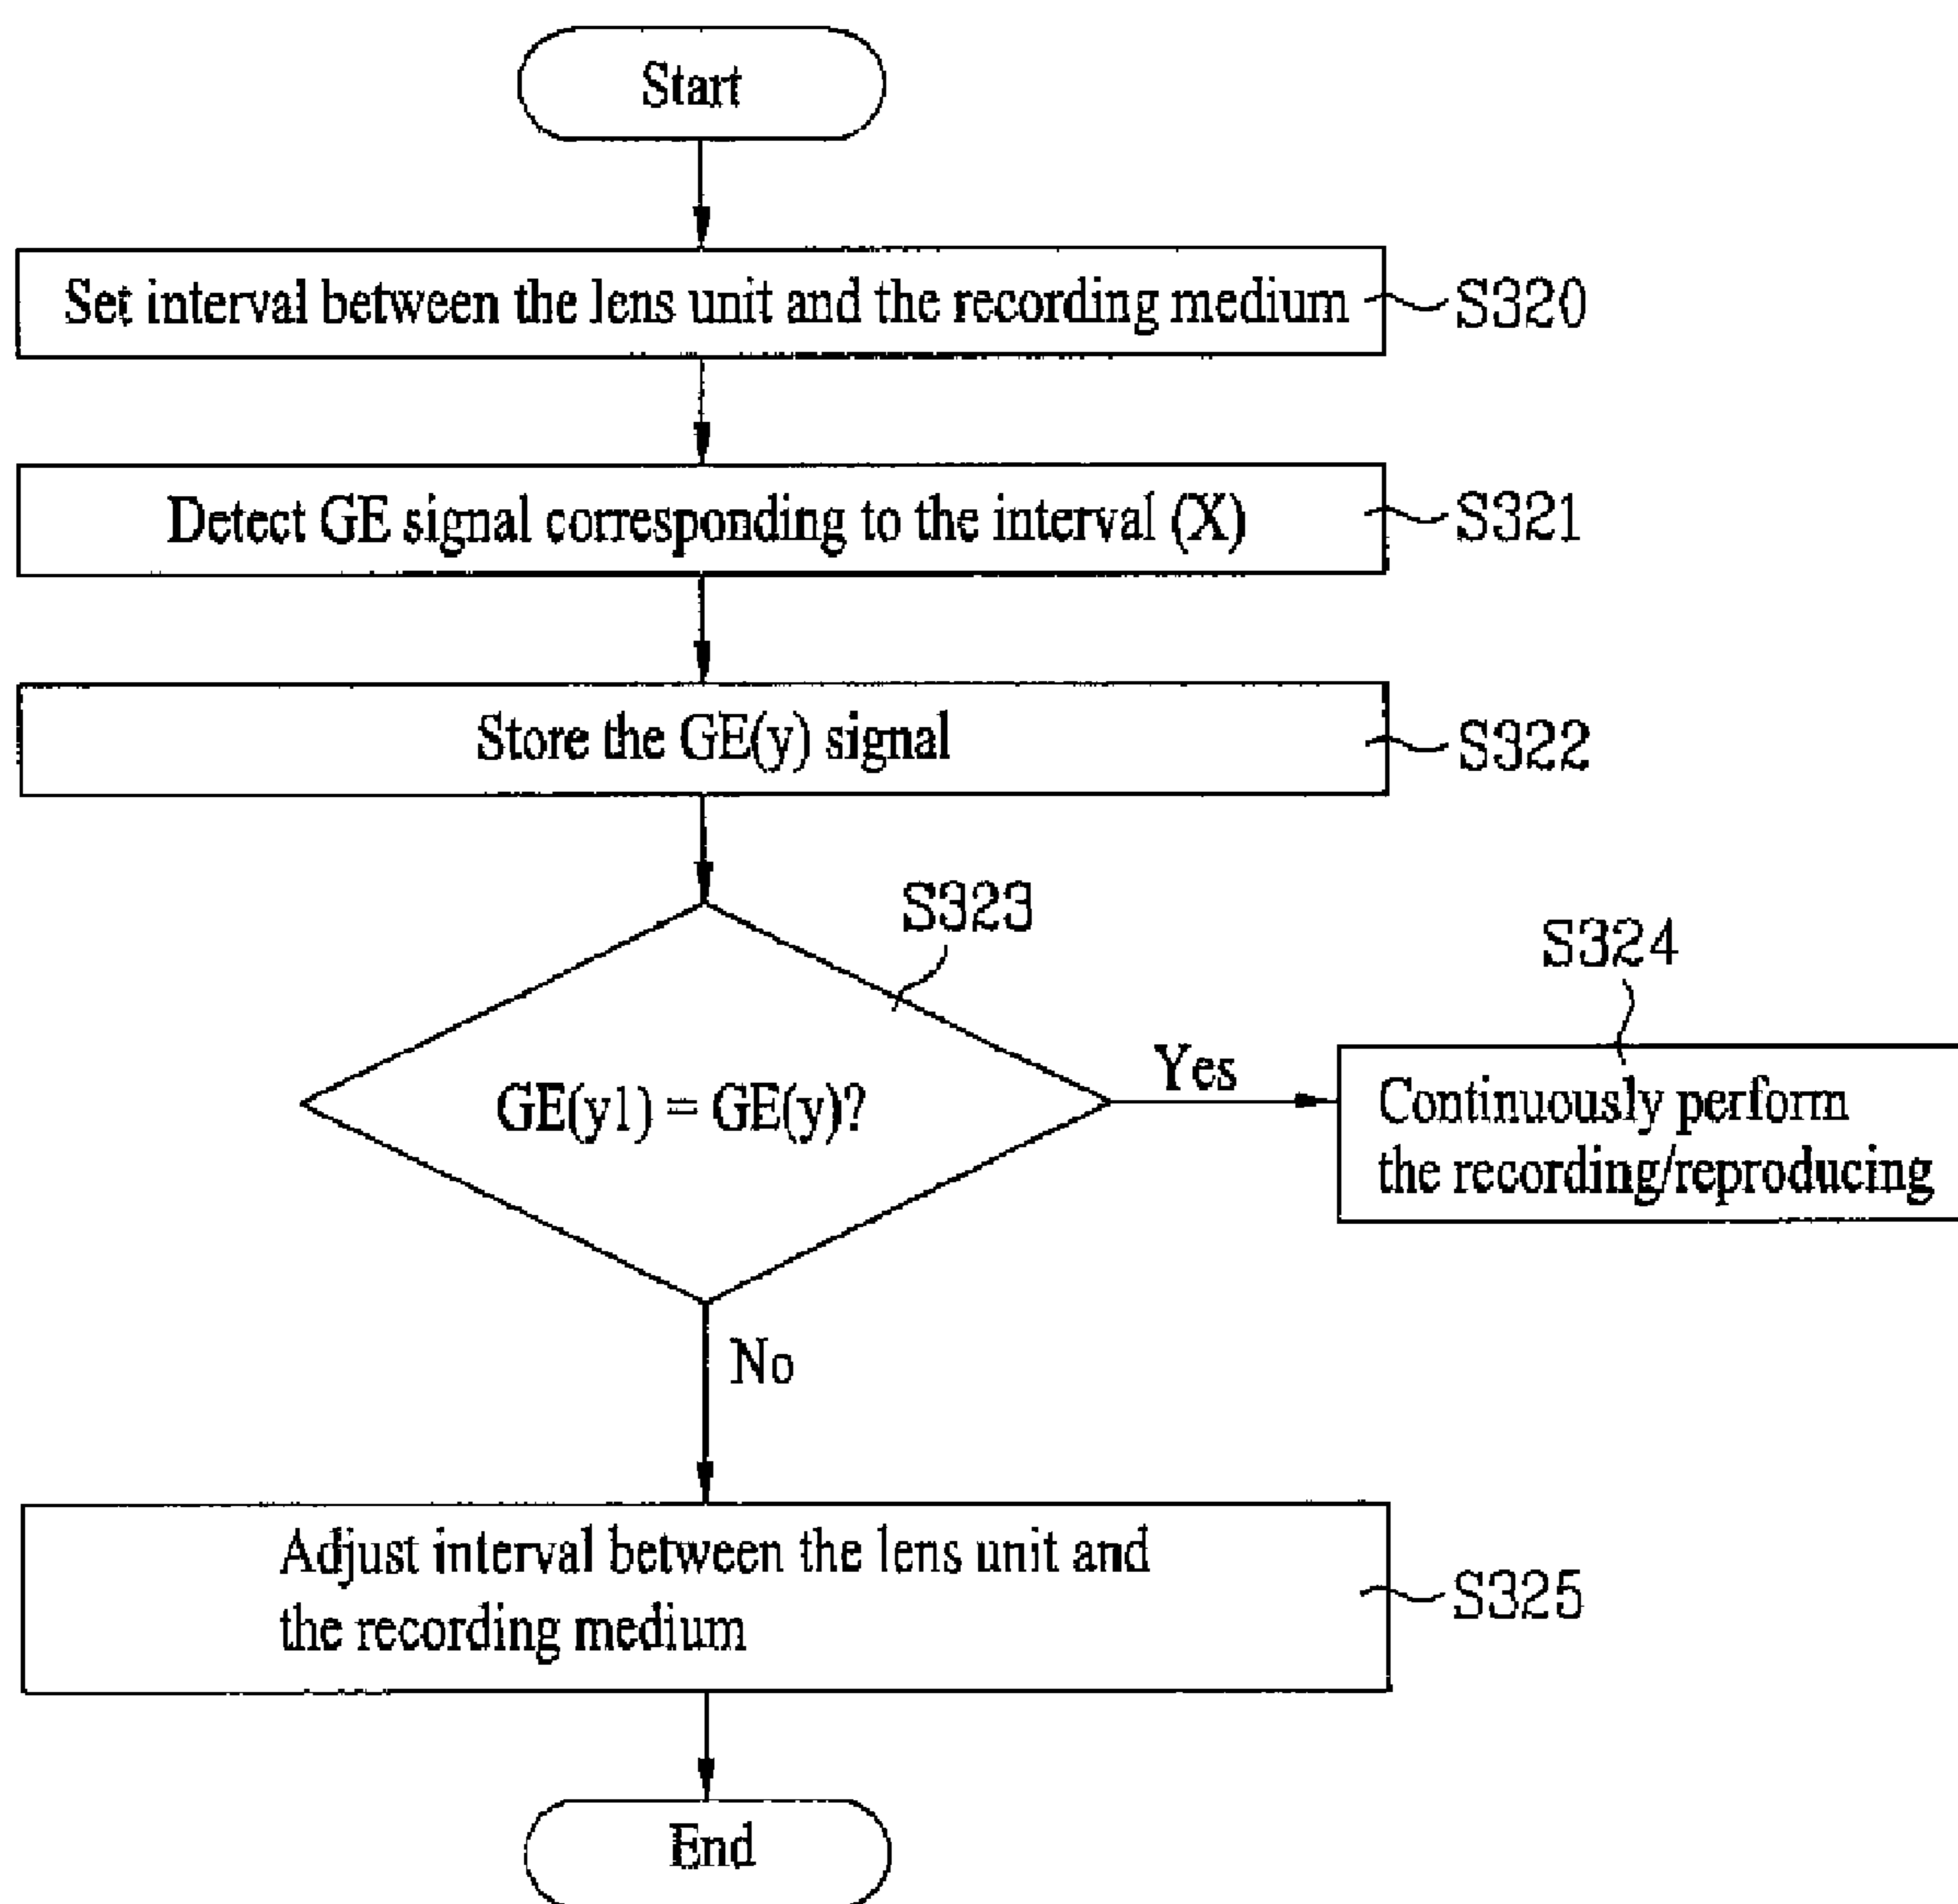 Start
Set interval between the lens unit and the recording medium
S320
Detect GE signal corresponding to the interval (X)
S321
Store the GE(y) signal
S322
S323
GE(y1) = GE(y)?
Yes
S324
Continuously perform
the recording/reproducing
No
Adjust interval between the lens unit and
the recording medium
S325
End